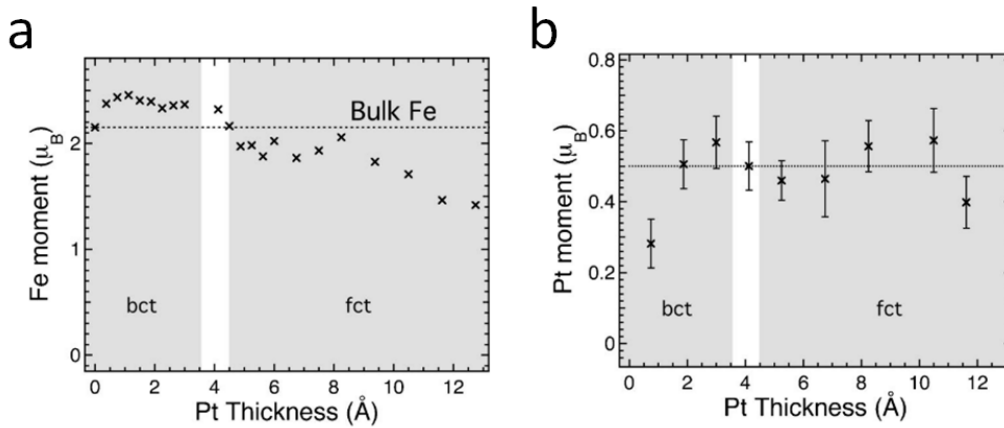 a
Fe moment (μB)
2
1
0
Bulk Fe
bct
fct
0
2
4
6
8
10
12
Pt Thickness (Å)
b
Pt moment (μB)
0.8
0.6
0.4
0.2
0
bct
fct
0
2
4
6
8
10
12
Pt Thickness (Å)